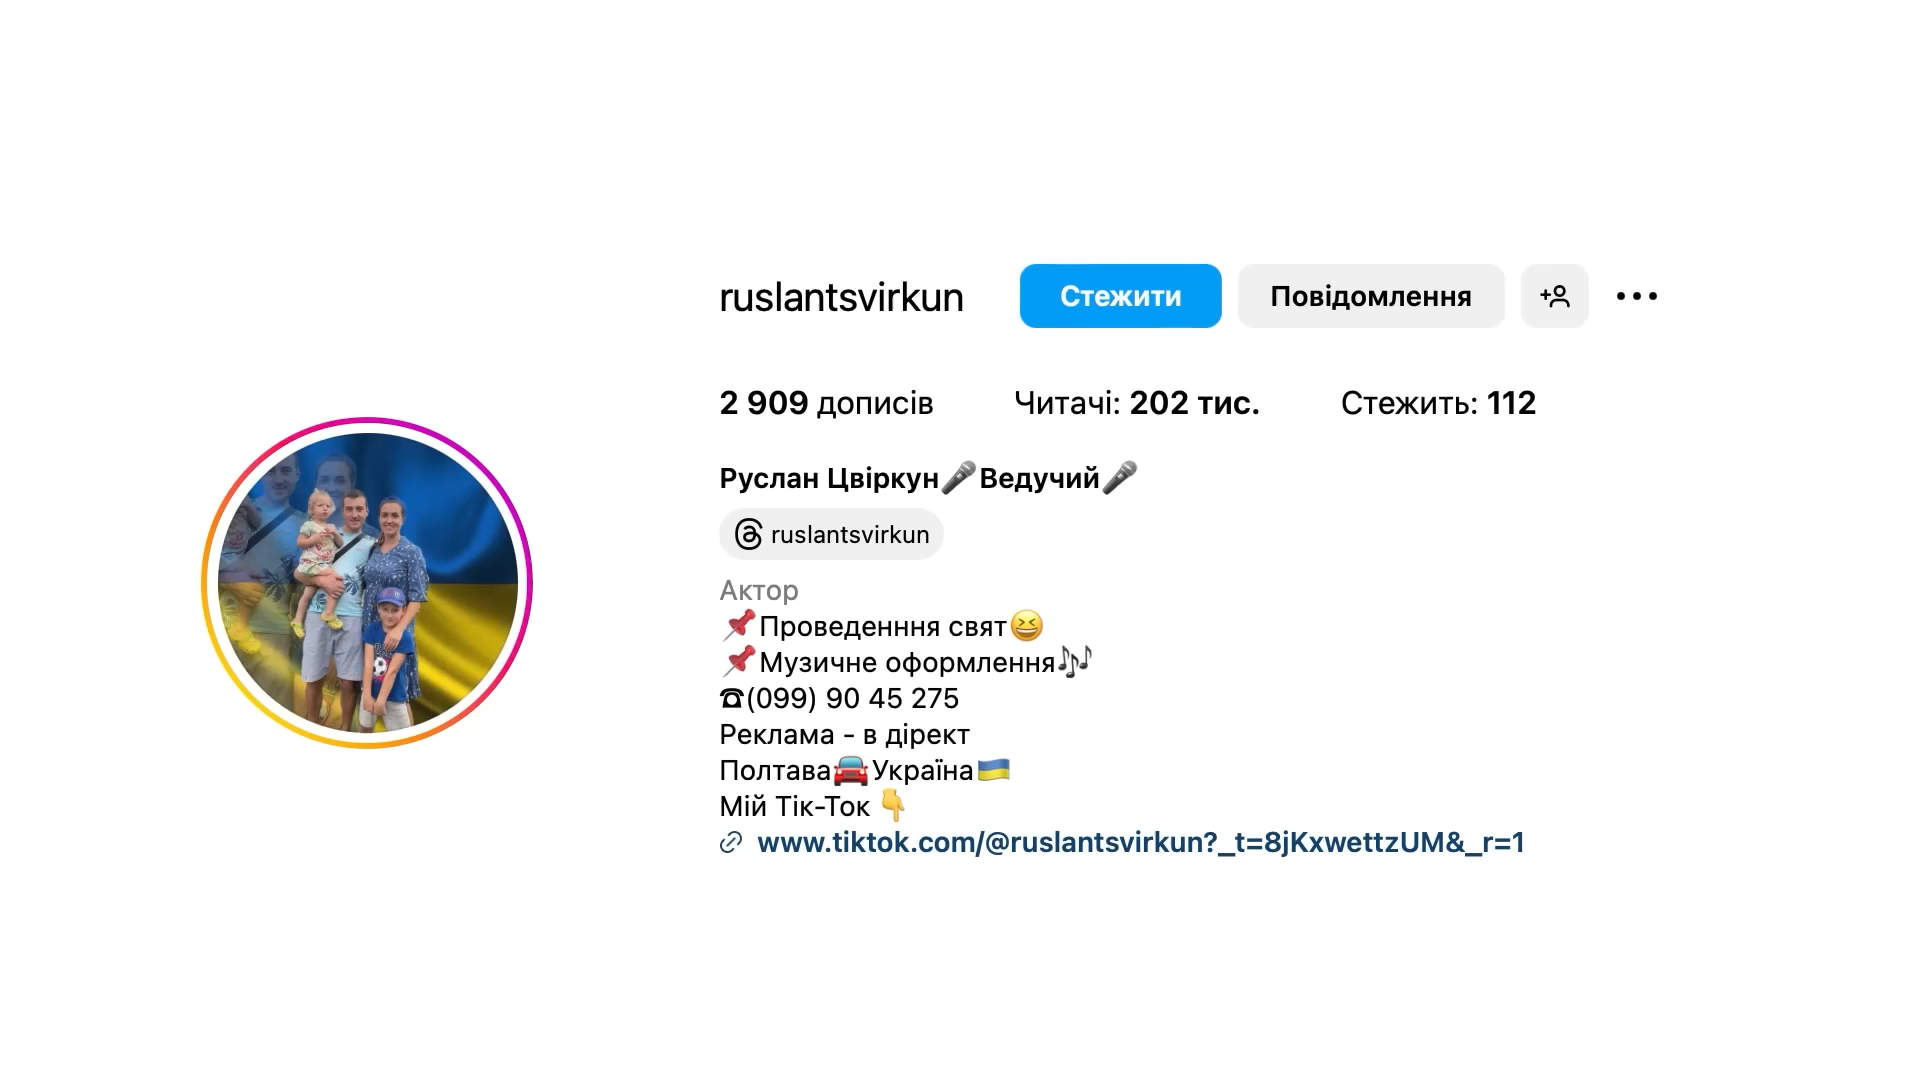 ruslantsvirkun Стежити Повідомлення
2 909 дописів Читачі: 202 тис. Стежить: 112
Руслан Цвіркун🎤Ведучий🎤
ruslantsvirkun
Актор
📌Проведенння свят😆
📌Музичне оформлення🎶
☎(099) 90 45 275
Реклама - в дірект
Полтава🚘Україна🇺🇦
Мій Тік-Ток 👇
www.tiktok.com/@ruslantsvirkun?_t=8jKxwettzUM&_r=1